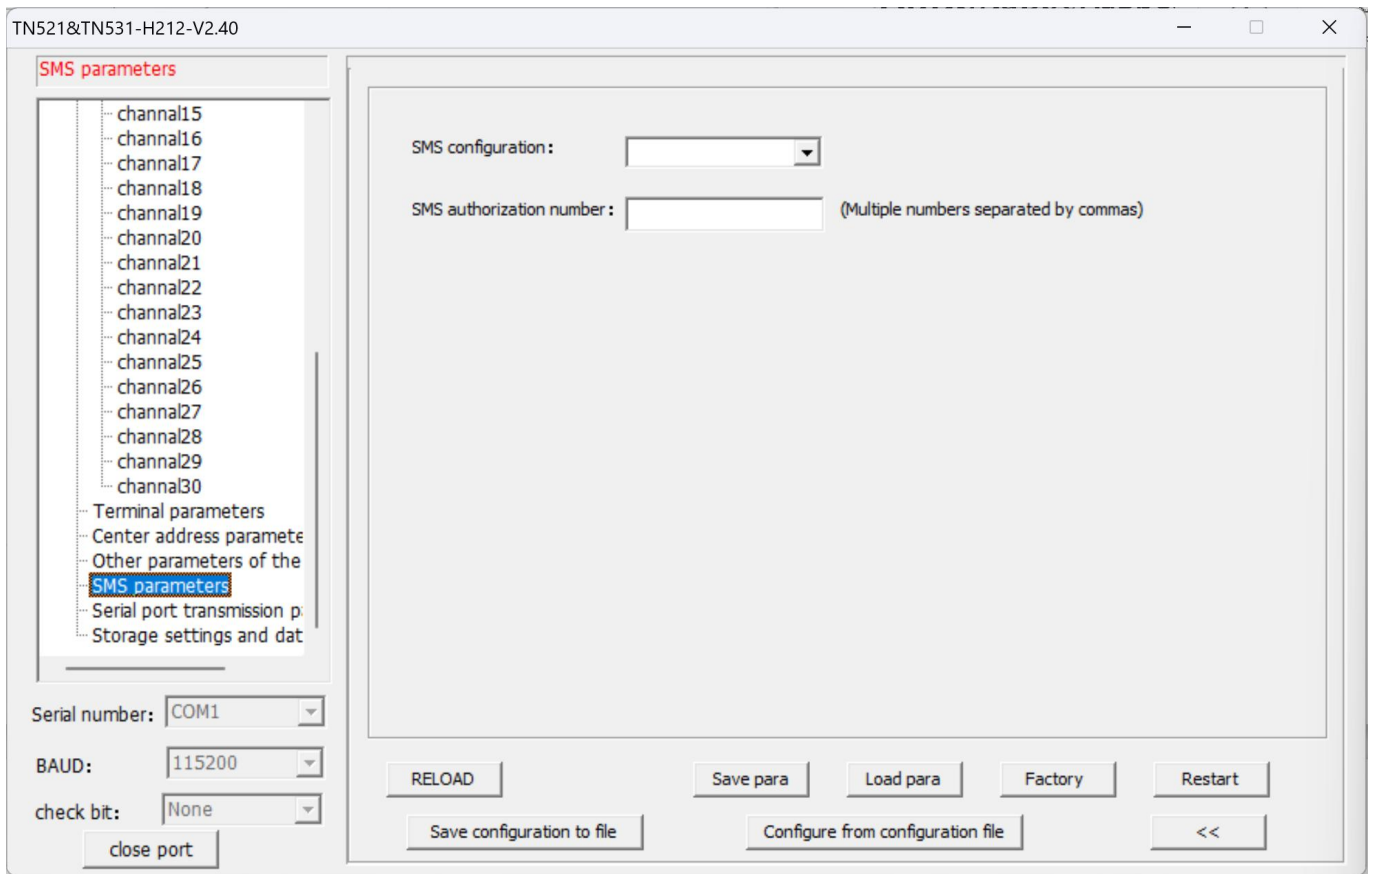 TN521&TN531-H212-V2.40
SMS parameters
channal15
channal16
channal17
channal18
channal19
channal20
channal21
channal22
channal23
channal24
channal25
channal26
channal27
channal28
channal29
channal30
Terminal parameters
Center address paramete
Other parameters of the
SMS parameters
Serial port transmission p
Storage settings and dat
Serial number:
COM1
BAUD:
115200
check bit:
None
close port
SMS configuration:
SMS authorization number:
(Multiple numbers separated by commas)
RELOAD
Save para
Load para
Factory
Restart
Save configuration to file
Configure from configuration file
<<